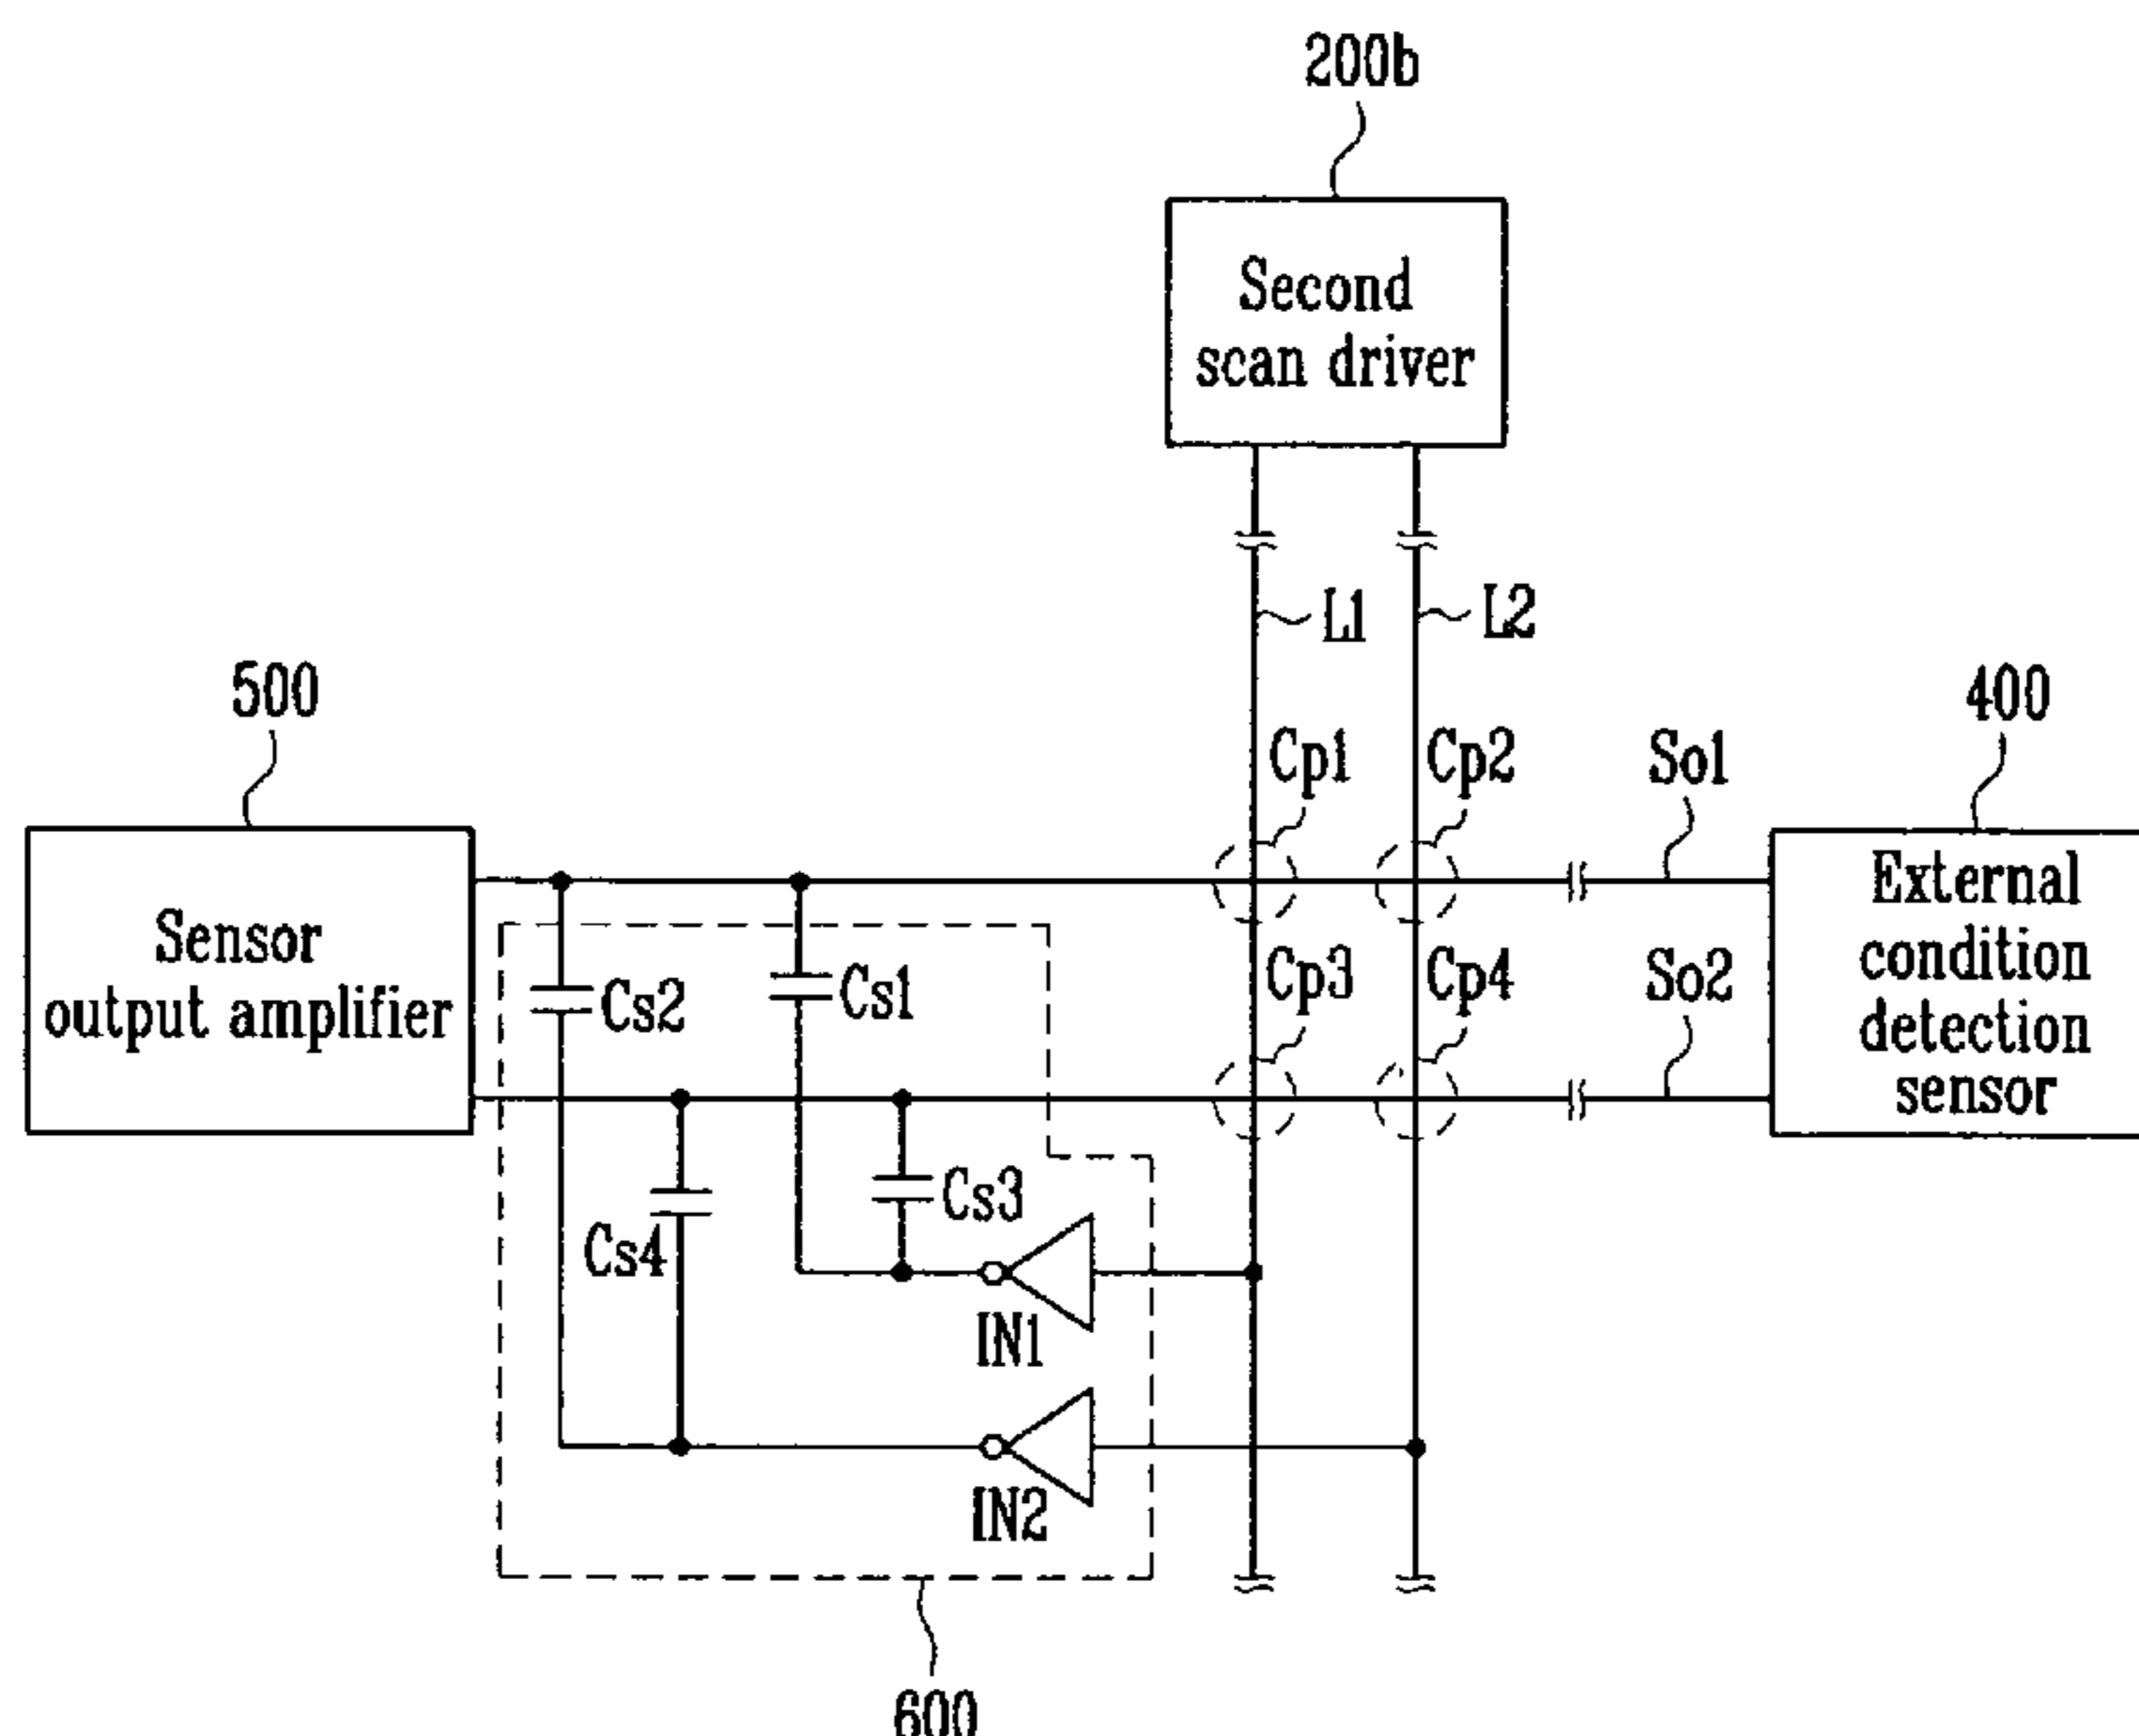 200b
Second
scan driver
L1
L2
500
400
Cp1
Cp2
So1
Sensor
output amplifier
External
condition
detection
sensor
Cs2
Cs1
Cp3
Cp4
So2
Cs4
Cs3
IN1
IN2
600